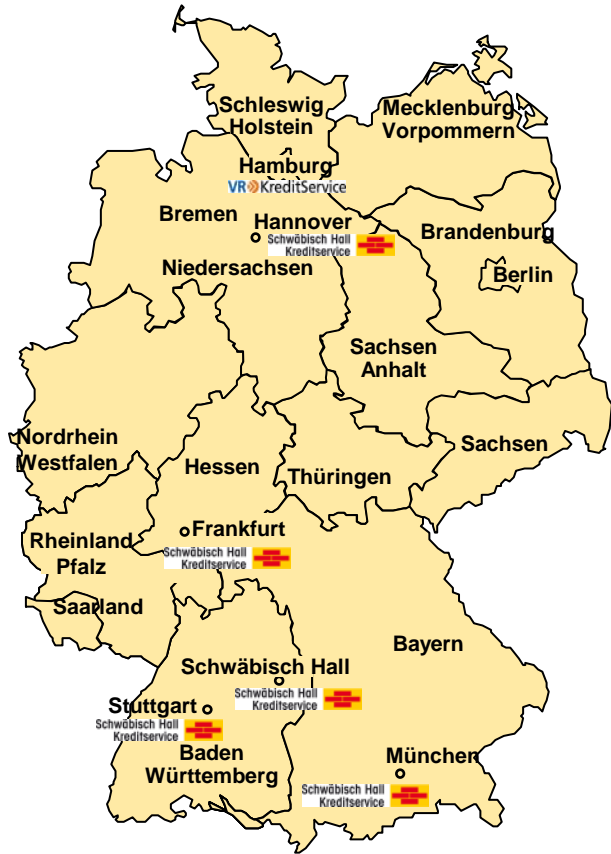 Schleswig
Holstein
Mecklenburg
Vorpommern
Hamburg
VR KreditService
Bremen
Hannover
Schwäbisch Hall
Kreditservice
Niedersachsen
Brandenburg
Berlin
Sachsen
Anhalt
Nordrhein
Westfalen
Hessen
Thüringen
Sachsen
Frankfurt
Schwäbisch Hall
Kreditservice
Rheinland
Pfalz
Saarland
Bayern
Schwäbisch Hall
Schwäbisch Hall
Kreditservice
Stuttgart
Schwäbisch Hall
Kreditservice
Baden
Württemberg
München
Schwäbisch Hall
Kreditservice